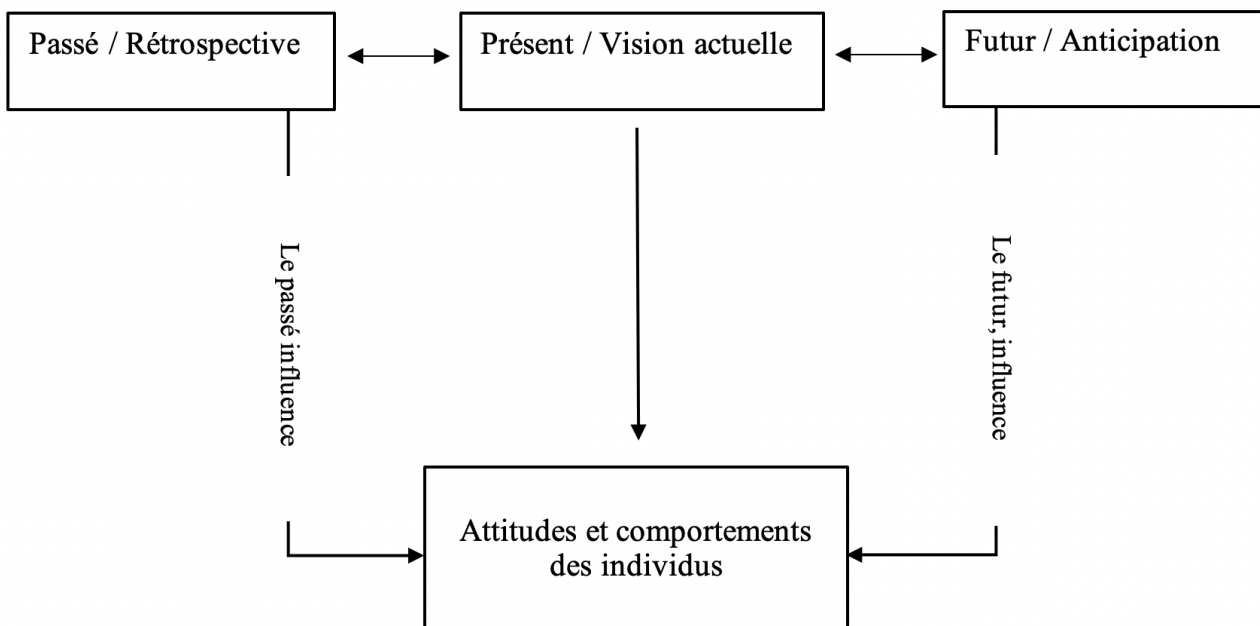 Passé / Rétrospective
Présent / Vision actuelle
Futur / Anticipation
Le passé influence
Le futur, influence
Attitudes et comportements
des individus